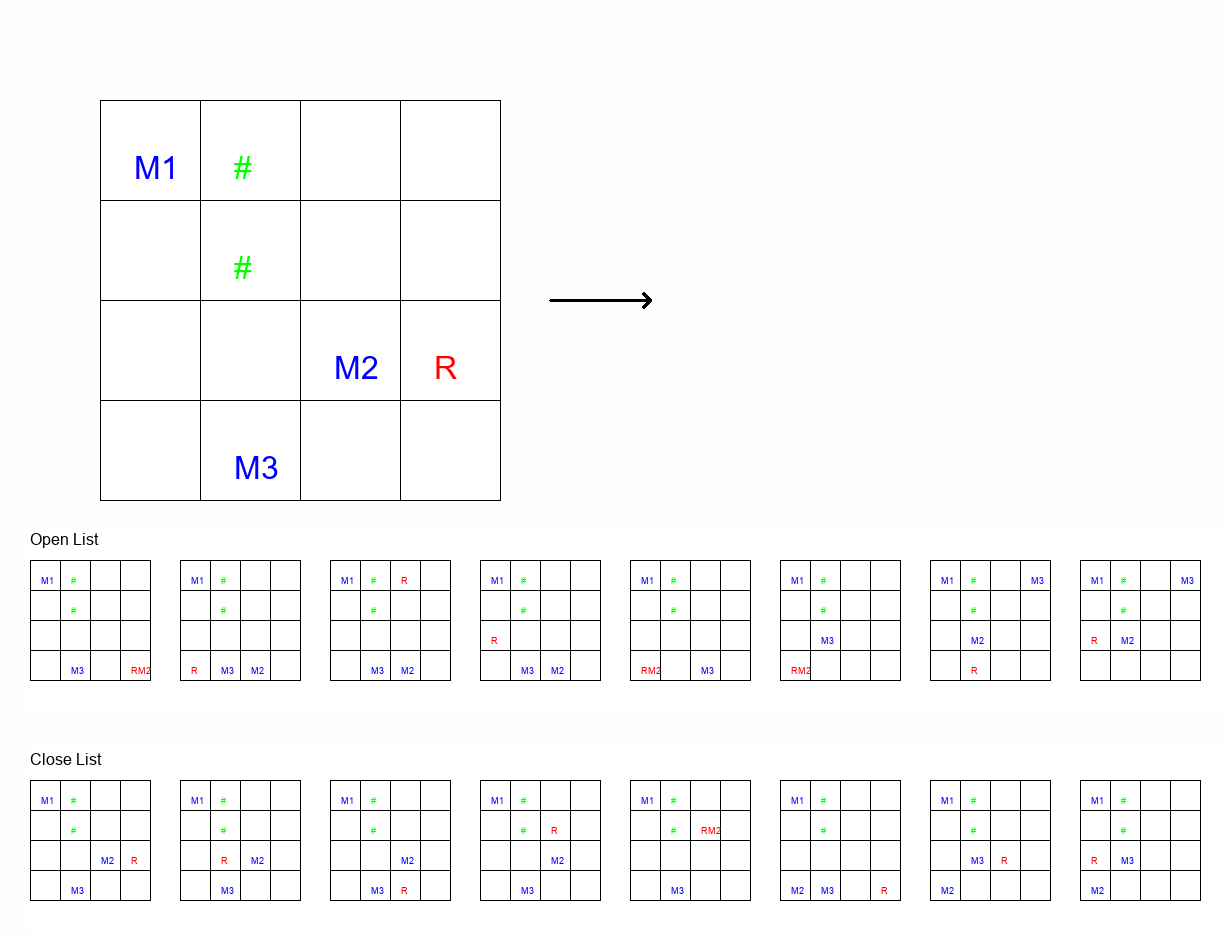 M1 #
#
M2 R
M3
Open List
M1 # M1 # M1 # R M1 # M1 # M1 # M1 # M3 M1 # M3
# # # # # # # #
R M3 M2 R M2
M3 RM2 R M3 M2 M3 M2 M3 M2 RM2 M3 RM2 R
Close List
M1 # M1 # M1 # M1 # M1 # M1 # M1 # M1 #
# # # # R # RM2 # # #
M2 R R M2 M2 M2 M3 R R M3
M3 M3 M3 R M3 M3 M2 M3 R M2 M2